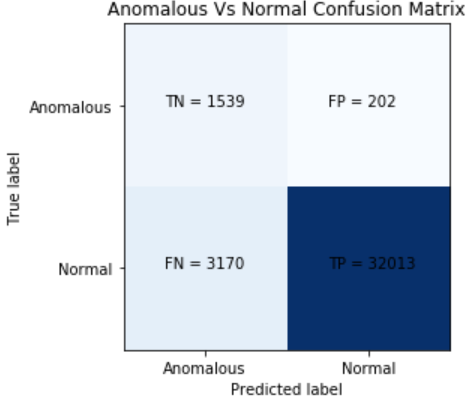 Anomalous Vs Normal Confusion Matrix
Anomalous
TN = 1539
FP = 202
True label
Normal
FN = 3170
TP = 32013
Anomalous
Normal
Predicted label